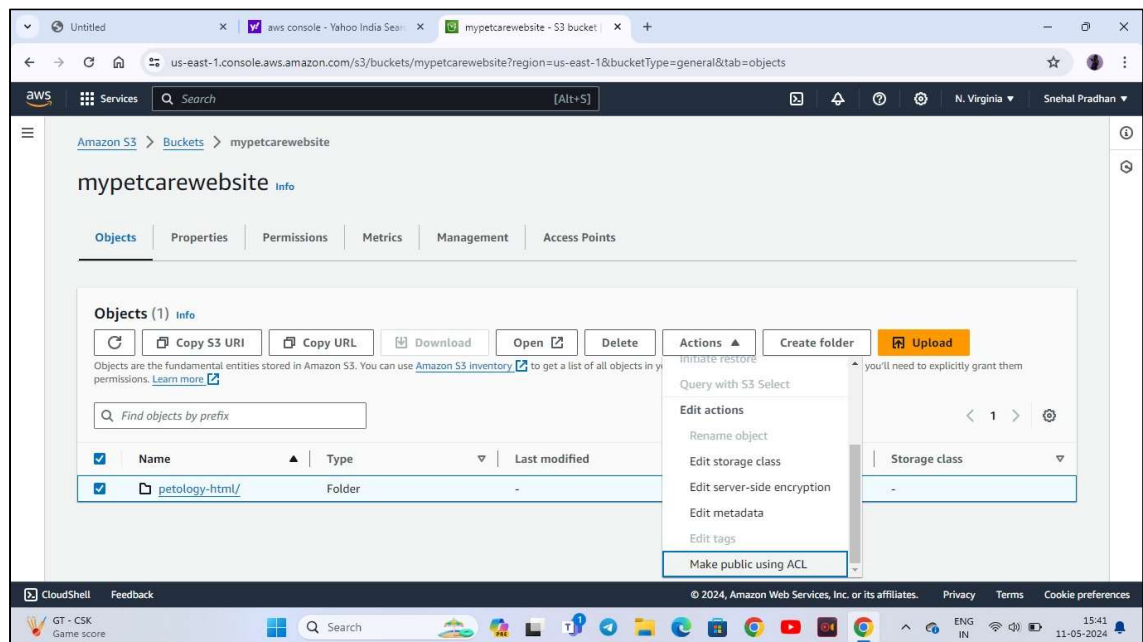 Untitled
aws console - Yahoo India Sear
mypetcarewebsite - S3 bucket
us-east-1.console.aws.amazon.com/s3/buckets/mypetcarewebsite?region=us-east-1&bucketType=general&tab=objects
aws Services Search [Alt+S] N. Virginia ▼ Snehal Pradhan ▼
Amazon S3 > Buckets > mypetcarewebsite
mypetcarewebsite Info
Objects Properties Permissions Metrics Management Access Points
Objects (1) Info
Copy S3 URI Copy URL Download Open Delete Actions ▲ Create folder Upload
Objects are the fundamental entities stored in Amazon S3. You can use Amazon S3 inventory to get a list of all objects in you'll need to explicitly grant them
permissions. Learn more
Find objects by prefix
< 1 >
Name ▲ Type Last modified Storage class
petology-html/ Folder - -
Initiate restore
Query with S3 Select
Edit actions
Rename object
Edit storage class
Edit server-side encryption
Edit metadata
Edit tags
Make public using ACL
CloudShell Feedback © 2024, Amazon Web Services, Inc. or its affiliates. Privacy Terms Cookie preferences
GT - CSK
Game score
Search
ENG
IN
15:41
11-05-2024